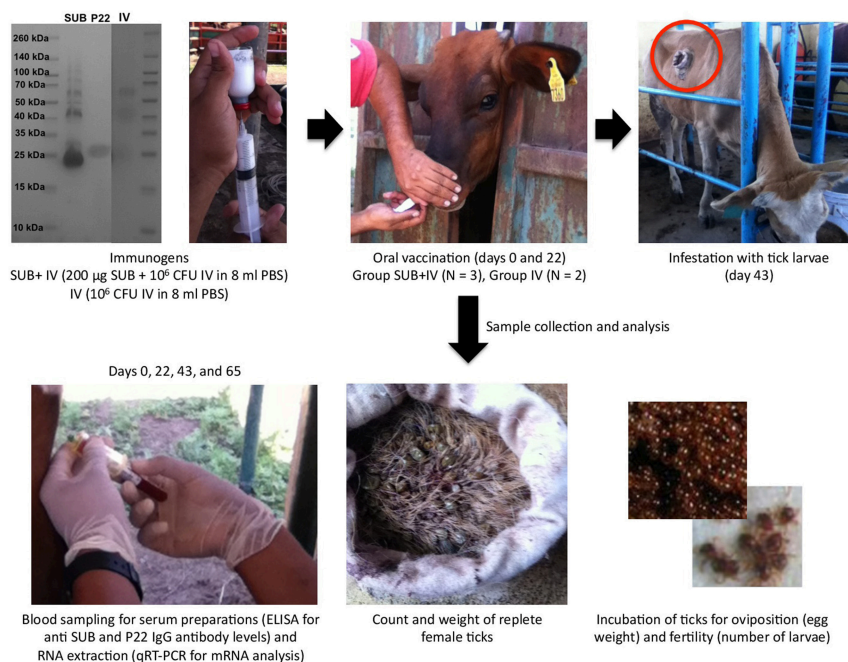 SUB P22 IV
260 kDa
140 kDa
100 kDa
70 kDa
50 kDa
40 kDa
35 kDa
25 kDa
15 kDa
10 kDa
Immunogens
SUB+ IV (200 µg SUB + 10⁶ CFU IV in 8 ml PBS)
IV (10⁶ CFU IV in 8 ml PBS)
Oral vaccination (days 0 and 22)
Group SUB+IV (N = 3), Group IV (N = 2)
Infestation with tick larvae
(day 43)
Sample collection and analysis
Days 0, 22, 43, and 65
Blood sampling for serum preparations (ELISA for
anti SUB and P22 IgG antibody levels) and
RNA extraction (qRT-PCR for mRNA analysis)
Count and weight of replete
female ticks
Incubation of ticks for oviposition (egg
weight) and fertility (number of larvae)